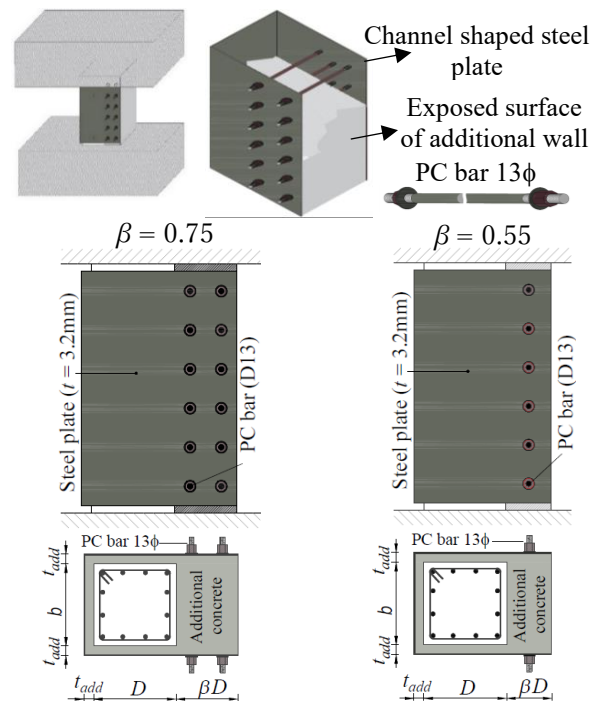 Channel shaped steel
plate
Exposed surface
of additional wall
PC bar 13ϕ
β = 0.75
β = 0.55
Steel plate (t = 3.2mm)
PC bar (D13)
Steel plate (t = 3.2mm)
PC bar (D13)
PC bar 13ϕ
t_add
b
t_add
Additional
concrete
t_add
D
βD
PC bar 13ϕ
t_add
b
t_add
Additional
concrete
t_add
D
βD